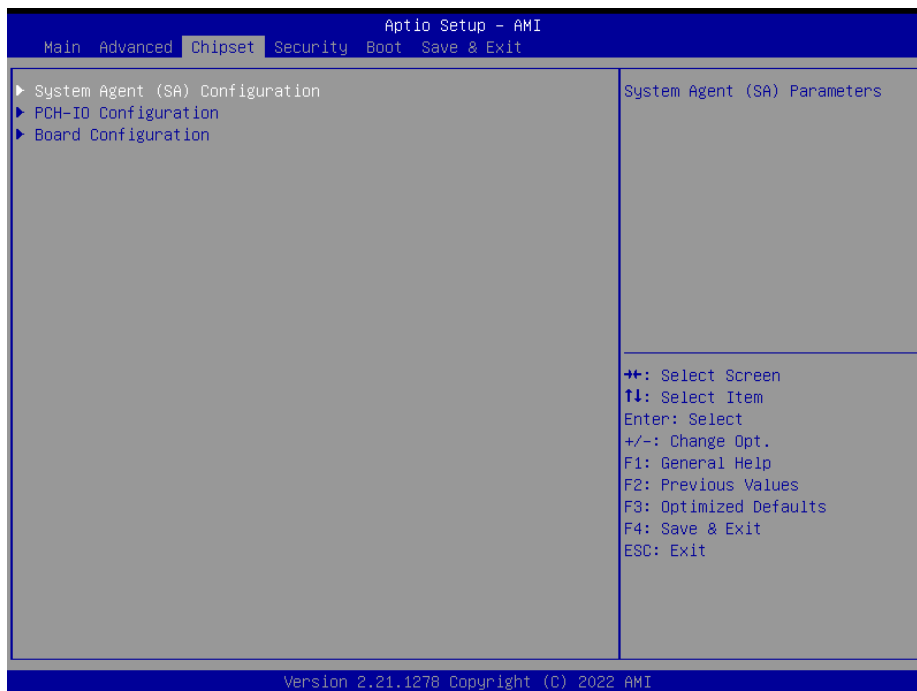 Aptio Setup – AMI
Main Advanced Chipset Security Boot Save & Exit
▶ System Agent (SA) Configuration
▶ PCH-IO Configuration
▶ Board Configuration
System Agent (SA) Parameters
→←: Select Screen
↑↓: Select Item
Enter: Select
+/-: Change Opt.
F1: General Help
F2: Previous Values
F3: Optimized Defaults
F4: Save & Exit
ESC: Exit
Version 2.21.1278 Copyright (C) 2022 AMI